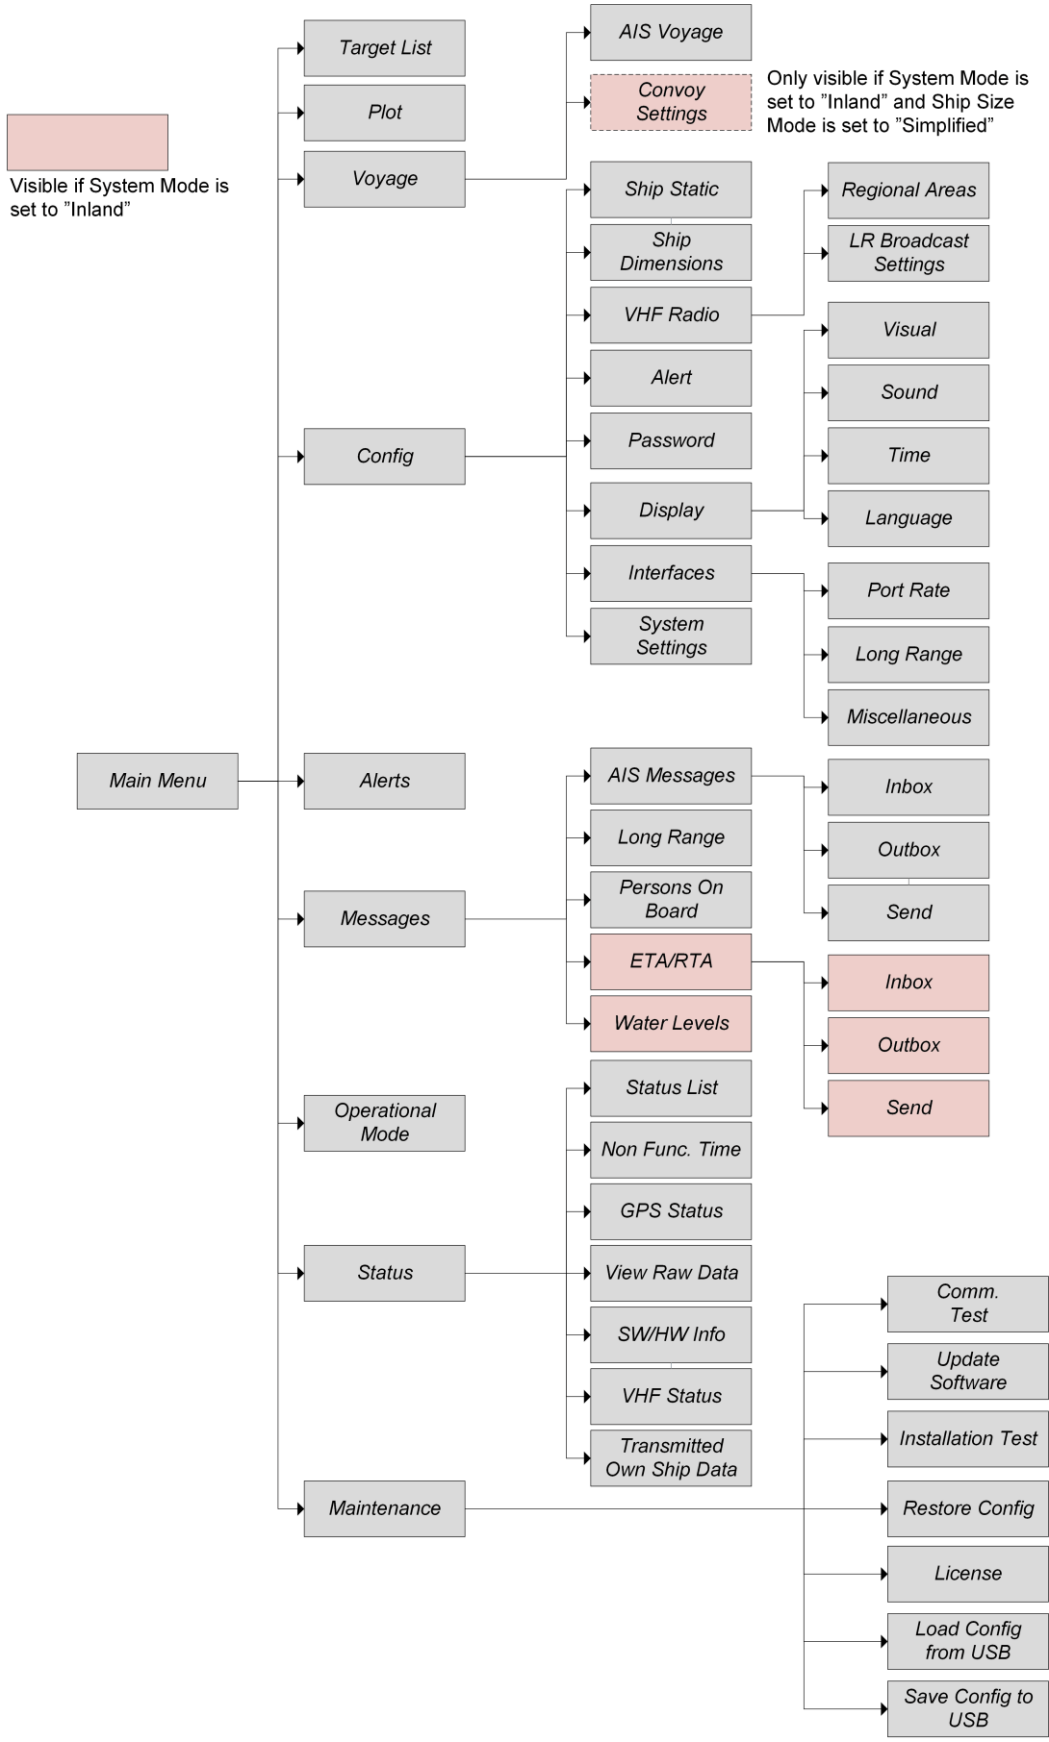 Target List
Plot
Voyage
AIS Voyage
Convoy
Settings
Only visible if System Mode is
set to ”Inland” and Ship Size
Mode is set to ”Simplified”
Visible if System Mode is
set to ”Inland”
Ship Static
Ship
Dimensions
VHF Radio
Alert
Password
Display
Interfaces
System
Settings
Regional Areas
LR Broadcast
Settings
Visual
Sound
Time
Language
Port Rate
Long Range
Miscellaneous
Config
Main Menu
Alerts
Messages
AIS Messages
Long Range
Persons On
Board
ETA/RTA
Water Levels
Inbox
Outbox
Send
Inbox
Outbox
Send
Operational
Mode
Status
Status List
Non Func. Time
GPS Status
View Raw Data
SW/HW Info
VHF Status
Transmitted
Own Ship Data
Maintenance
Comm.
Test
Update
Software
Installation Test
Restore Config
License
Load Config
from USB
Save Config to
USB